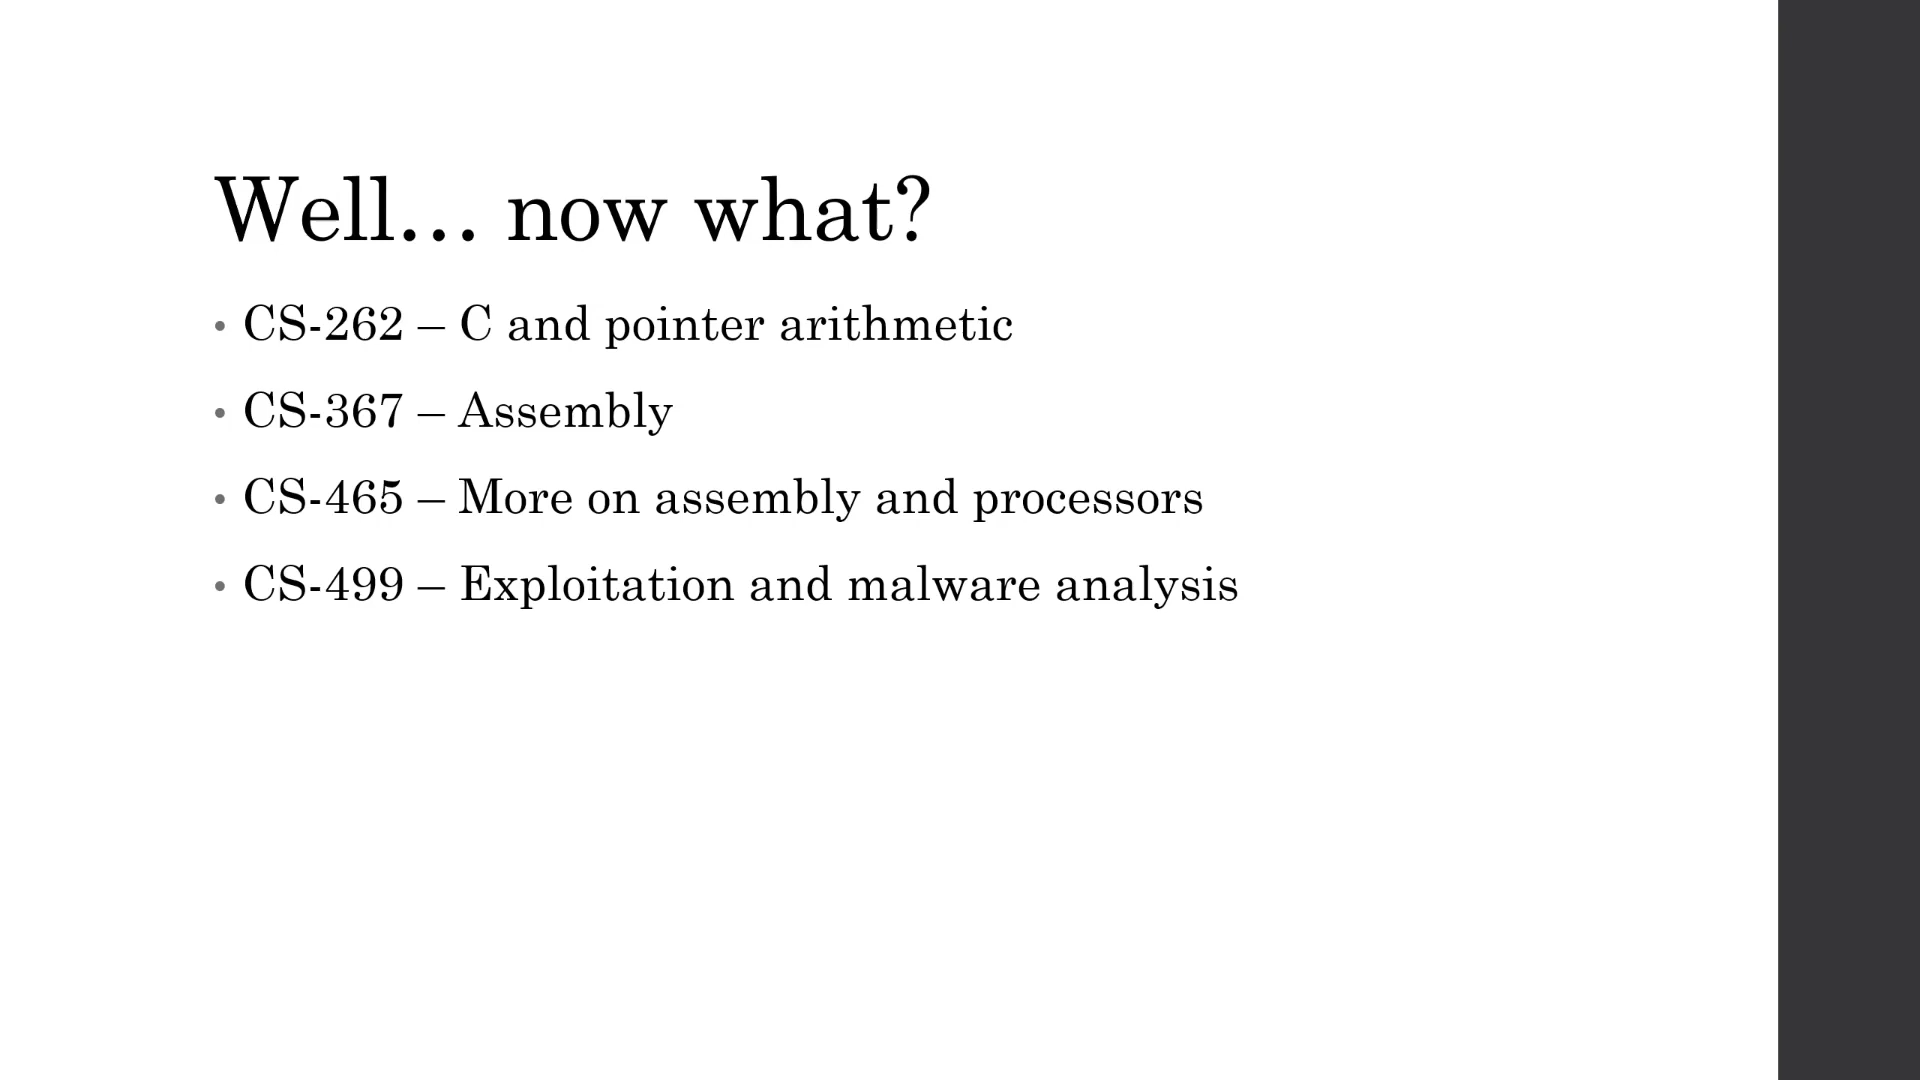 Well… now what?
• CS-262 – C and pointer arithmetic
• CS-367 – Assembly
• CS-465 – More on assembly and processors
• CS-499 – Exploitation and malware analysis